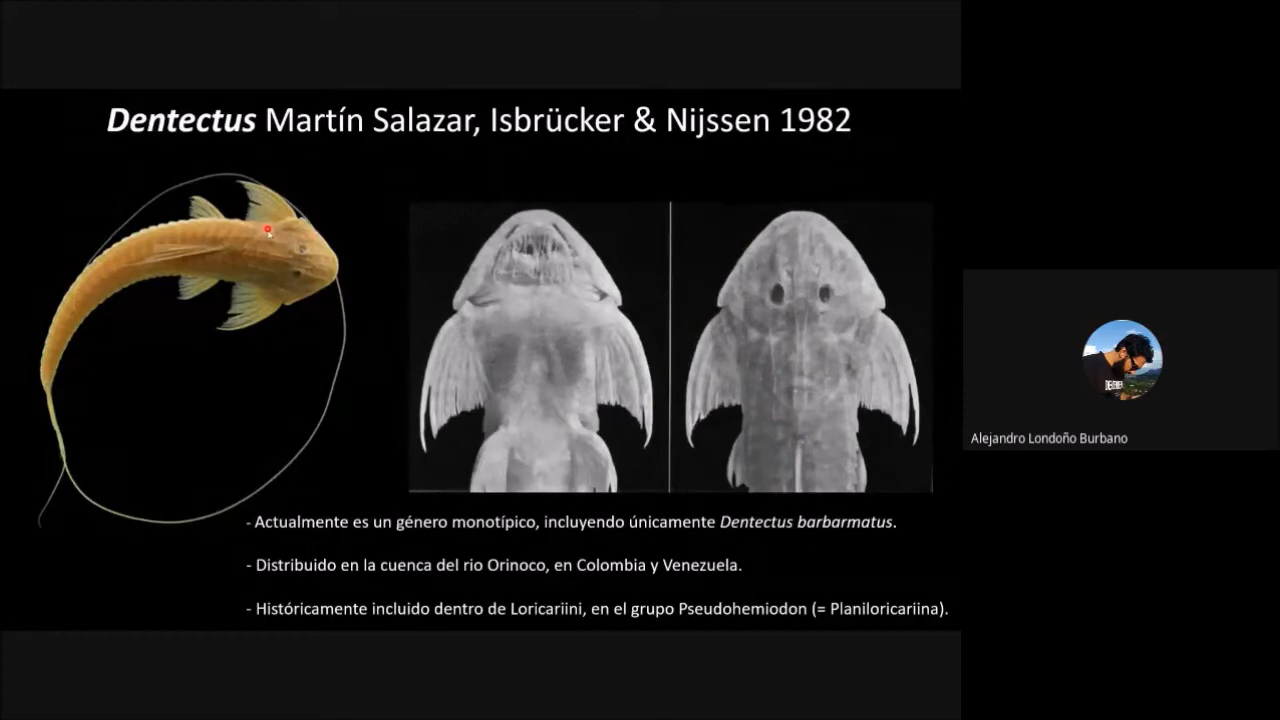 Dentectus Martín Salazar, Isbrücker & Nijssen 1982
- Actualmente es un género monotípico, incluyendo únicamente Dentectus barbarmatus.
- Distribuido en la cuenca del rio Orinoco, en Colombia y Venezuela.
- Históricamente incluido dentro de Loricariini, en el grupo Pseudohemiodon (= Planiloricariina).
Alejandro Londoño Burbano